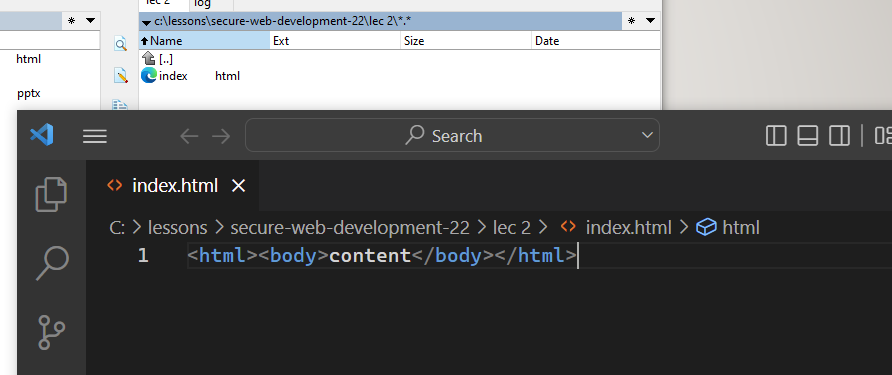 lec 2 log
c:\lessons\secure-web-development-22\lec 2\*.*
Name Ext Size Date
html
[..]
index html
pptx
Search
index.html
C: lessons secure-web-development-22 lec 2 index.html html
1 <html><body>content</body></html>